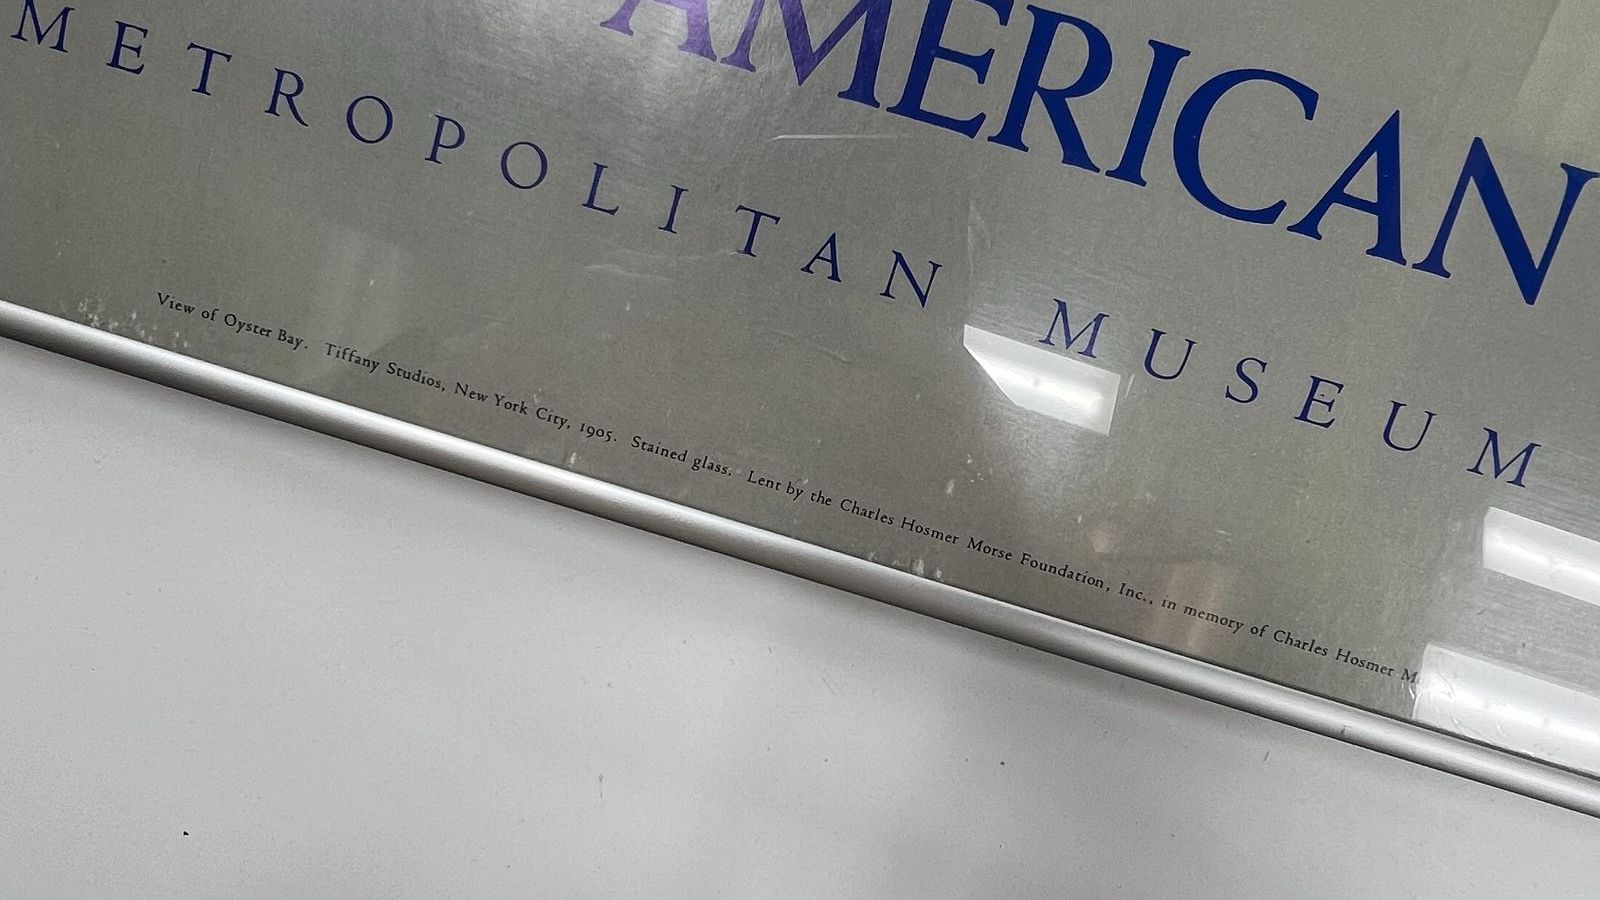 AMERICAN
METROPOLITAN MUSEUM
View of Oyster Bay. Tiffany Studios, New York City, 1905. Stained glass. Lent by the Charles Hosmer Morse Foundation, Inc., in memory of Charles Hosmer M